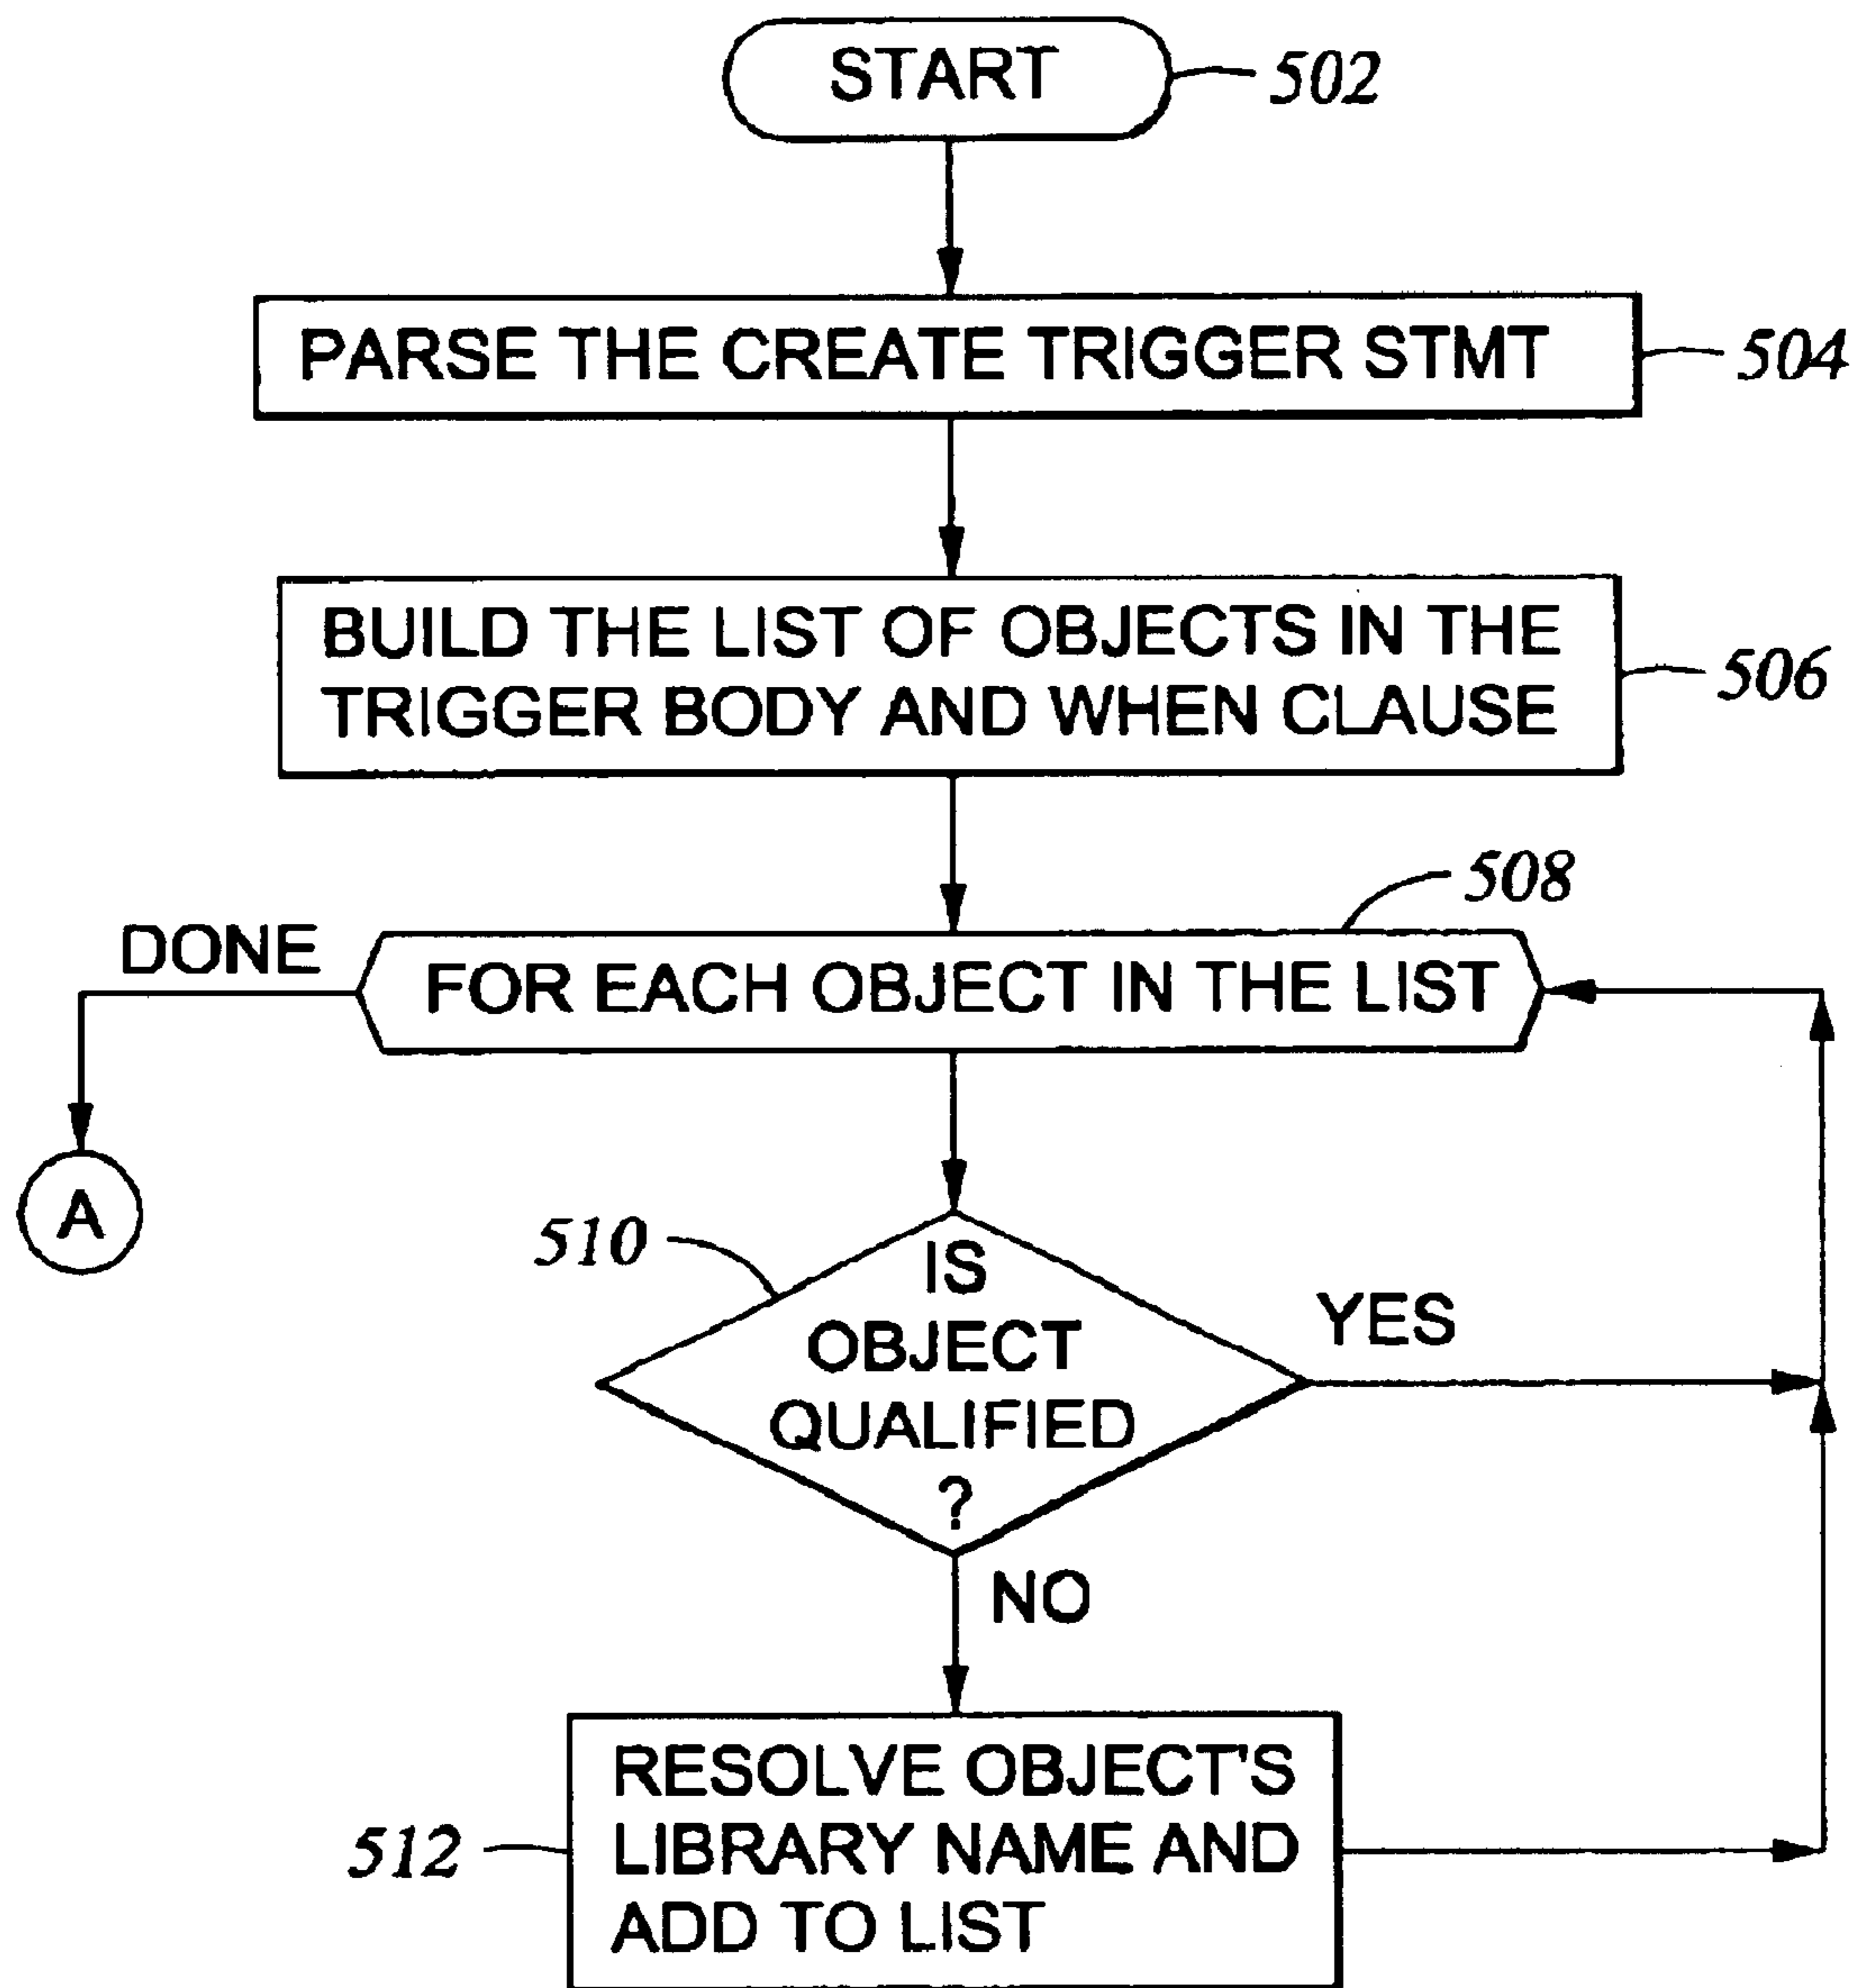 START
502
PARSE THE CREATE TRIGGER STMT
504
BUILD THE LIST OF OBJECTS IN THE
TRIGGER BODY AND WHEN CLAUSE
506
508
DONE
FOR EACH OBJECT IN THE LIST
A
510
IS
OBJECT
QUALIFIED
?
YES
NO
RESOLVE OBJECT'S
LIBRARY NAME AND
ADD TO LIST
512